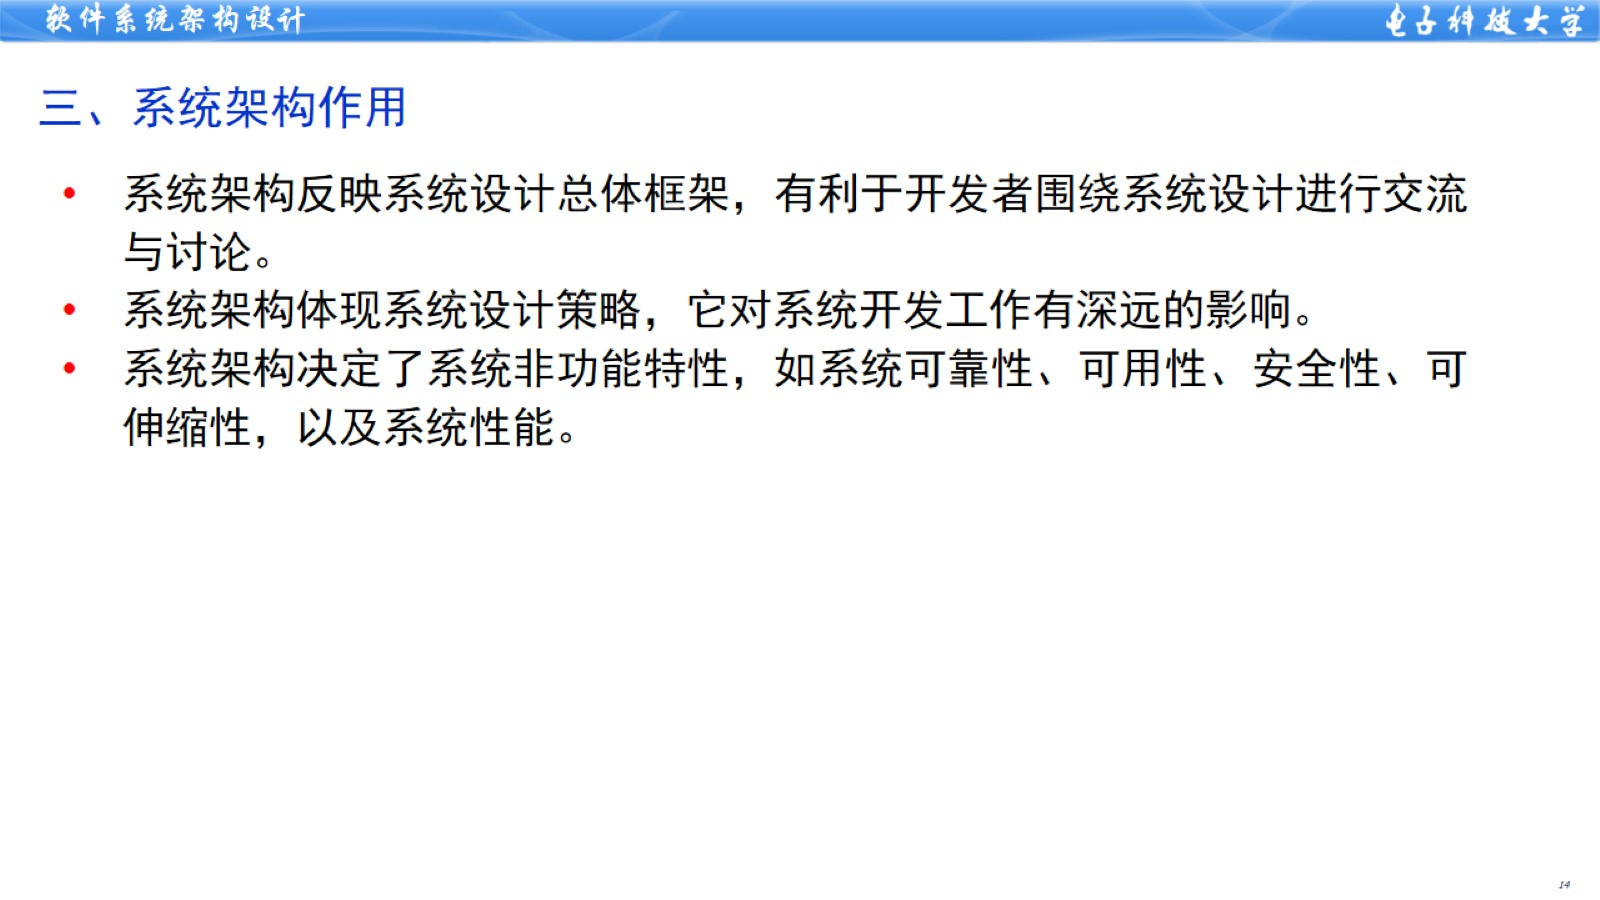 软件系统架构设计
电子科技大学
三、系统架构作用
• 系统架构反映系统设计总体框架，有利于开发者围绕系统设计进行交流
与讨论。
• 系统架构体现系统设计策略，它对系统开发工作有深远的影响。
• 系统架构决定了系统非功能特性，如系统可靠性、可用性、安全性、可
伸缩性，以及系统性能。
14